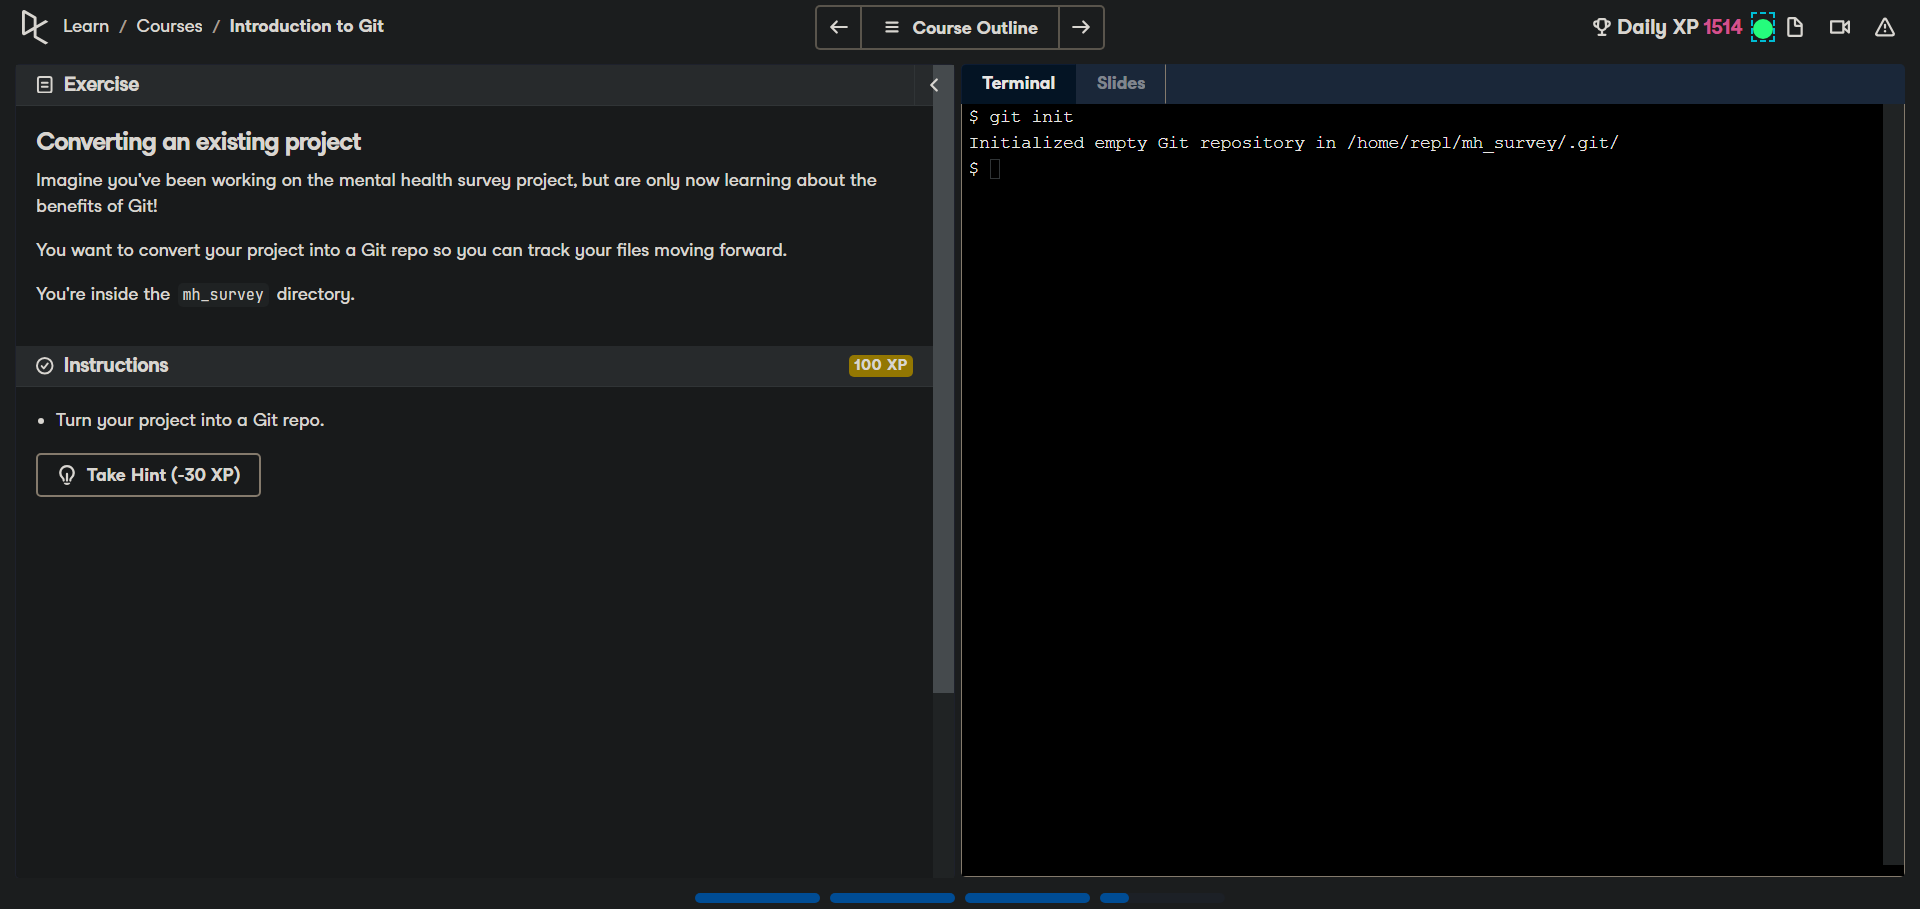 Learn / Courses / Introduction to Git
Course Outline
Daily XP 1514
Exercise
Converting an existing project
Imagine you've been working on the mental health survey project, but are only now learning about the
benefits of Git!
You want to convert your project into a Git repo so you can track your files moving forward.
You're inside the mh_survey directory.
Instructions
100 XP
• Turn your project into a Git repo.
Take Hint (-30 XP)
Terminal
Slides
$ git init
Initialized empty Git repository in /home/repl/mh_survey/.git/
$